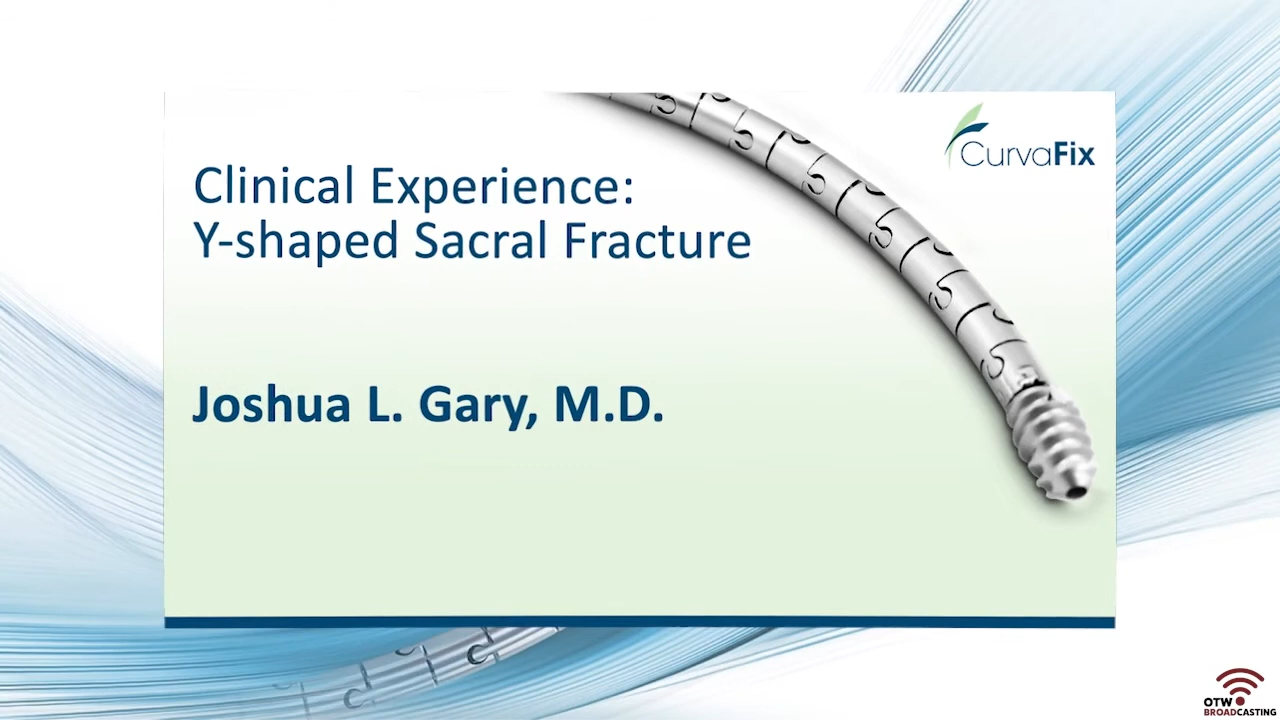 CurvaFix
Clinical Experience:
Y-shaped Sacral Fracture
Joshua L. Gary, M.D.
OTW
BROADCASTING